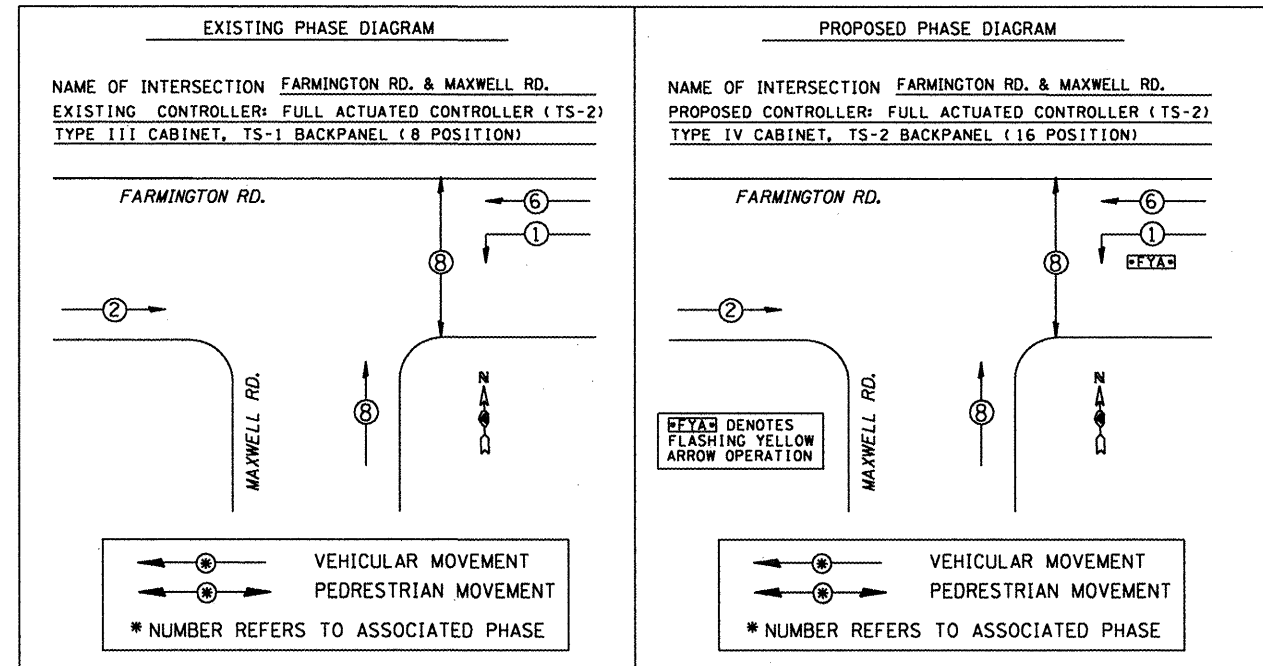 EXISTING PHASE DIAGRAM
NAME OF INTERSECTION FARMINGTON RD. & MAXWELL RD.
EXISTING CONTROLLER: FULL ACTUATED CONTROLLER (TS-2)
TYPE III CABINET, TS-1 BACKPANEL (8 POSITION)
FARMINGTON RD.
6
1
8
2
MAXWELL RD.
8
N
* VEHICULAR MOVEMENT
* PEDRESTRIAN MOVEMENT
* NUMBER REFERS TO ASSOCIATED PHASE
PROPOSED PHASE DIAGRAM
NAME OF INTERSECTION FARMINGTON RD. & MAXWELL RD.
PROPOSED CONTROLLER: FULL ACTUATED CONTROLLER (TS-2)
TYPE IV CABINET, TS-2 BACKPANEL (16 POSITION)
FARMINGTON RD.
6
1
•FYA•
8
2
MAXWELL RD.
8
N
•FYA• DENOTES
FLASHING YELLOW
ARROW OPERATION
* VEHICULAR MOVEMENT
* PEDRESTRIAN MOVEMENT
* NUMBER REFERS TO ASSOCIATED PHASE